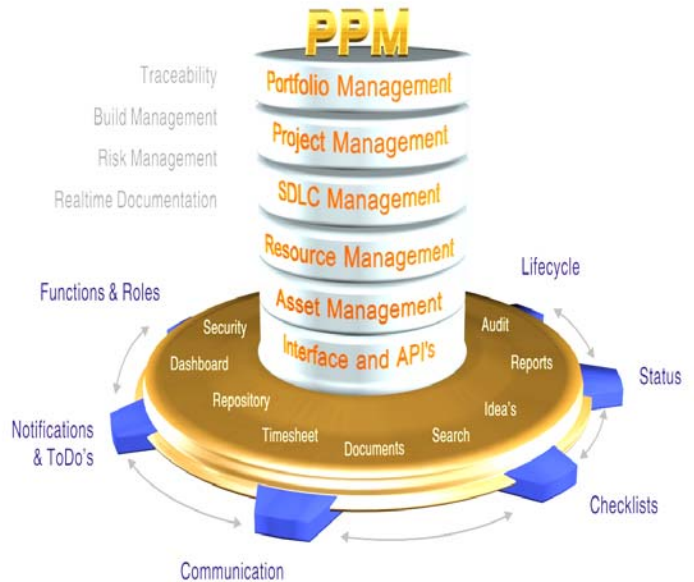 PPM
Portfolio Management
Project Management
SDLC Management
Resource Management
Asset Management
Interface and API's
Traceability
Build Management
Risk Management
Realtime Documentation
Functions & Roles
Lifecycle
Security
Audit
Dashboard
Reports
Repository
Idea's
Timesheet
Documents
Search
Status
Notifications
& ToDo's
Checklists
Communication